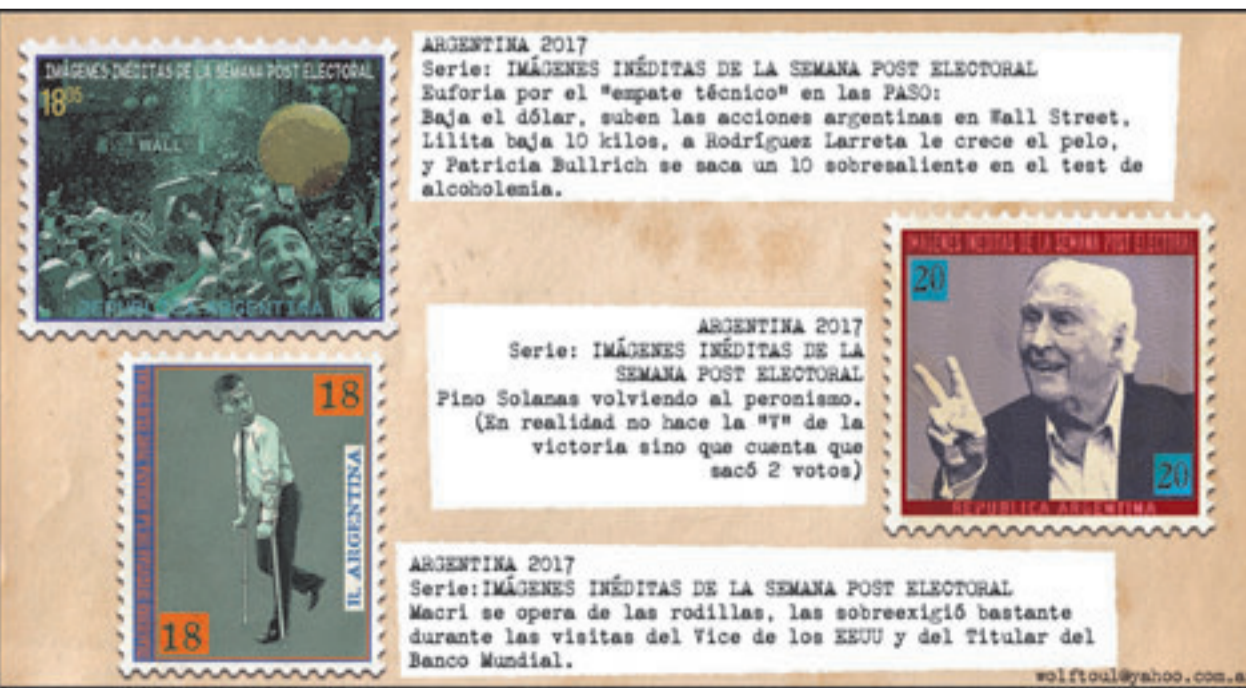 IMÁGENES INÉDITAS DE LA SEMANA POST ELECTORAL
1805
WALL
REPUBLICA ARGENTINA
ARGENTINA 2017
Serie: IMÁGENES INÉDITAS DE LA SEMANA POST ELECTORAL
Euforia por el "empate técnico" en las PASO:
Baja el dólar, suben las acciones argentinas en Wall Street,
Lilita baja 10 kilos, a Rodríguez Larreta le crece el pelo,
y Patricia Bullrich se saca un 10 sobresaliente en el test de
alcoholemia.
IMÁGENES INÉDITAS DE LA SEMANA POST ELECTORAL
20
20
REPUBLICA ARGENTINA
ARGENTINA 2017
Serie: IMÁGENES INÉDITAS DE LA
SEMANA POST ELECTORAL
Pino Solanas volviendo al peronismo.
(En realidad no hace la "V" de la
victoria sino que cuenta que
sacó 2 votos)
18
R. ARGENTINA
18
ARGENTINA 2017
Serie:IMÁGENES INÉDITAS DE LA SEMANA POST ELECTORAL
Macri se opera de las rodillas, las sobreexigió bastante
durante las visitas del Vice de los EEUU y del Titular del
Banco Mundial.
wolftoul@yahoo.com.a